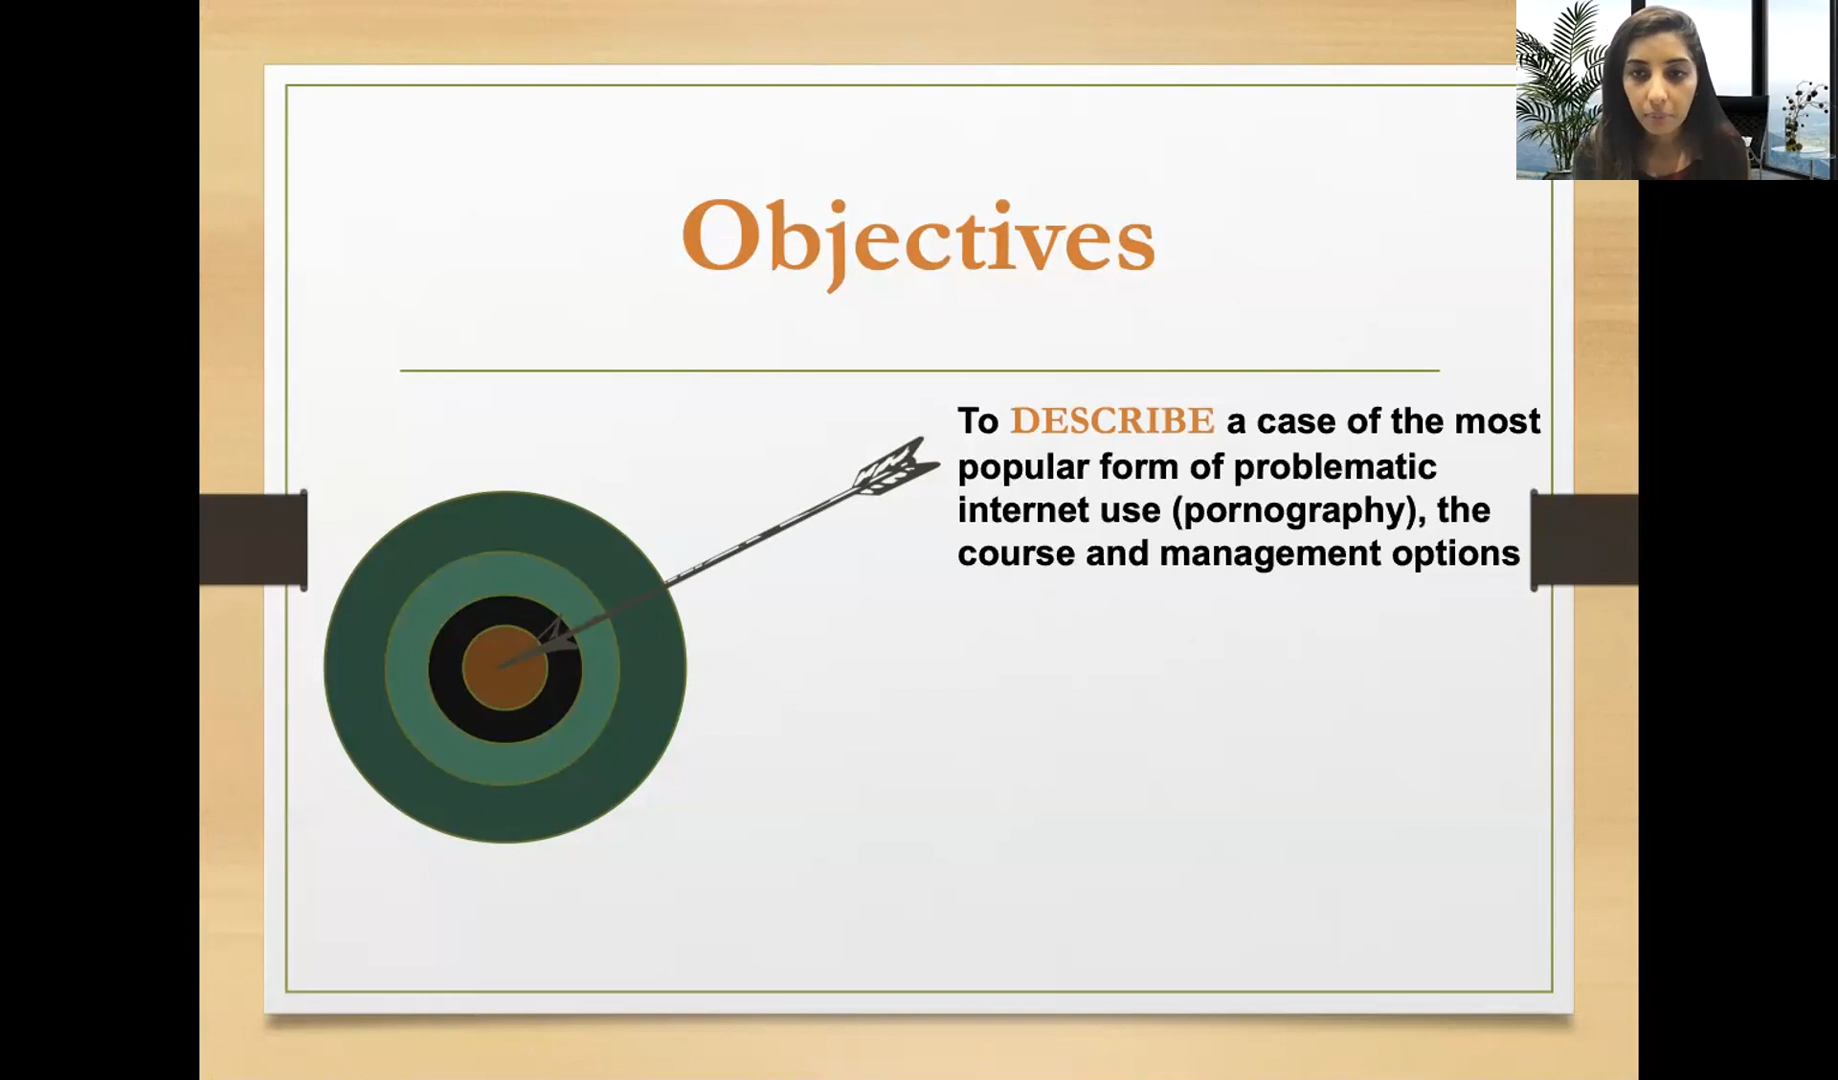 Objectives
To DESCRIBE a case of the most
popular form of problematic
internet use (pornography), the
course and management options